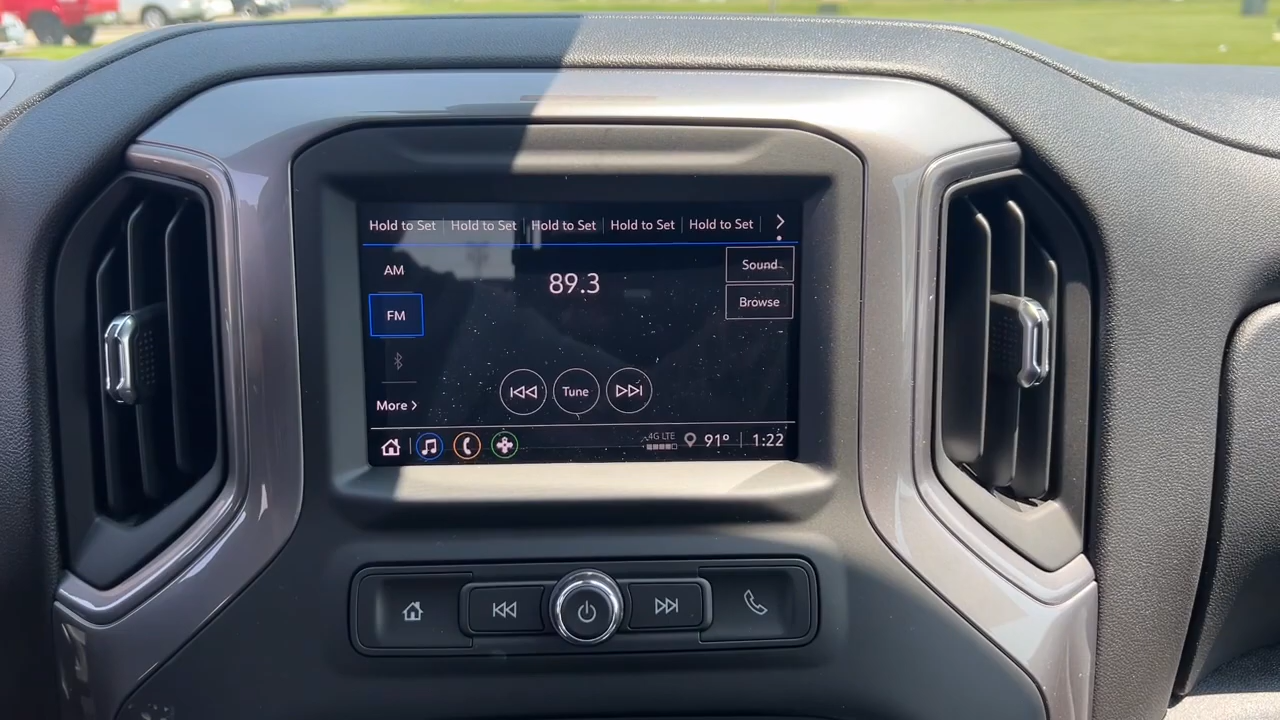 Hold to Set Hold to Set Hold to Set Hold to Set Hold to Set
AM
89.3
Sound
FM
Browse
Tune
More >
4G LTE
91° 1:22